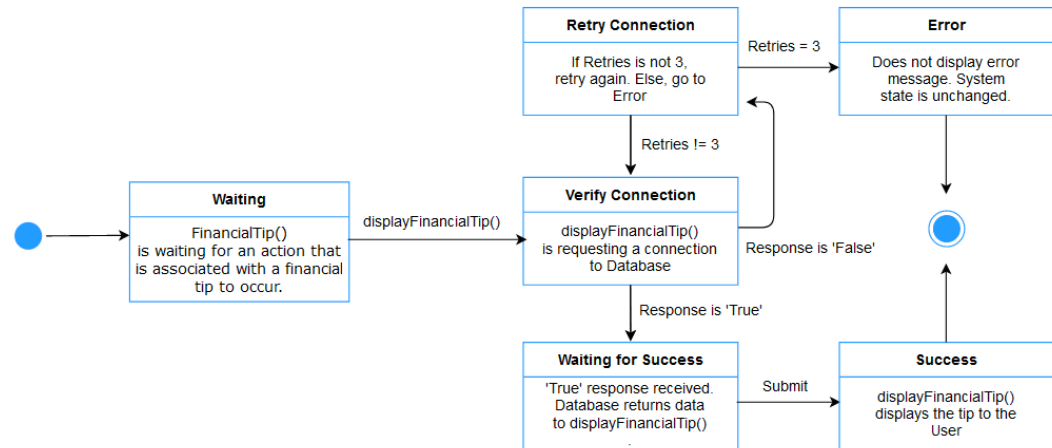 Retry Connection
If Retries is not 3,
retry again. Else, go to
Error
Retries = 3
Error
Does not display error
message. System
state is unchanged.
Retries != 3
Waiting
FinancialTip()
is waiting for an action that
is associated with a financial
tip to occur.
displayFinancialTip()
Verify Connection
displayFinancialTip()
is requesting a connection
to Database
Response is 'False'
Response is 'True'
Waiting for Success
'True' response received.
Database returns data
to displayFinancialTip()
.
Submit
Success
displayFinancialTip()
displays the tip to the
User